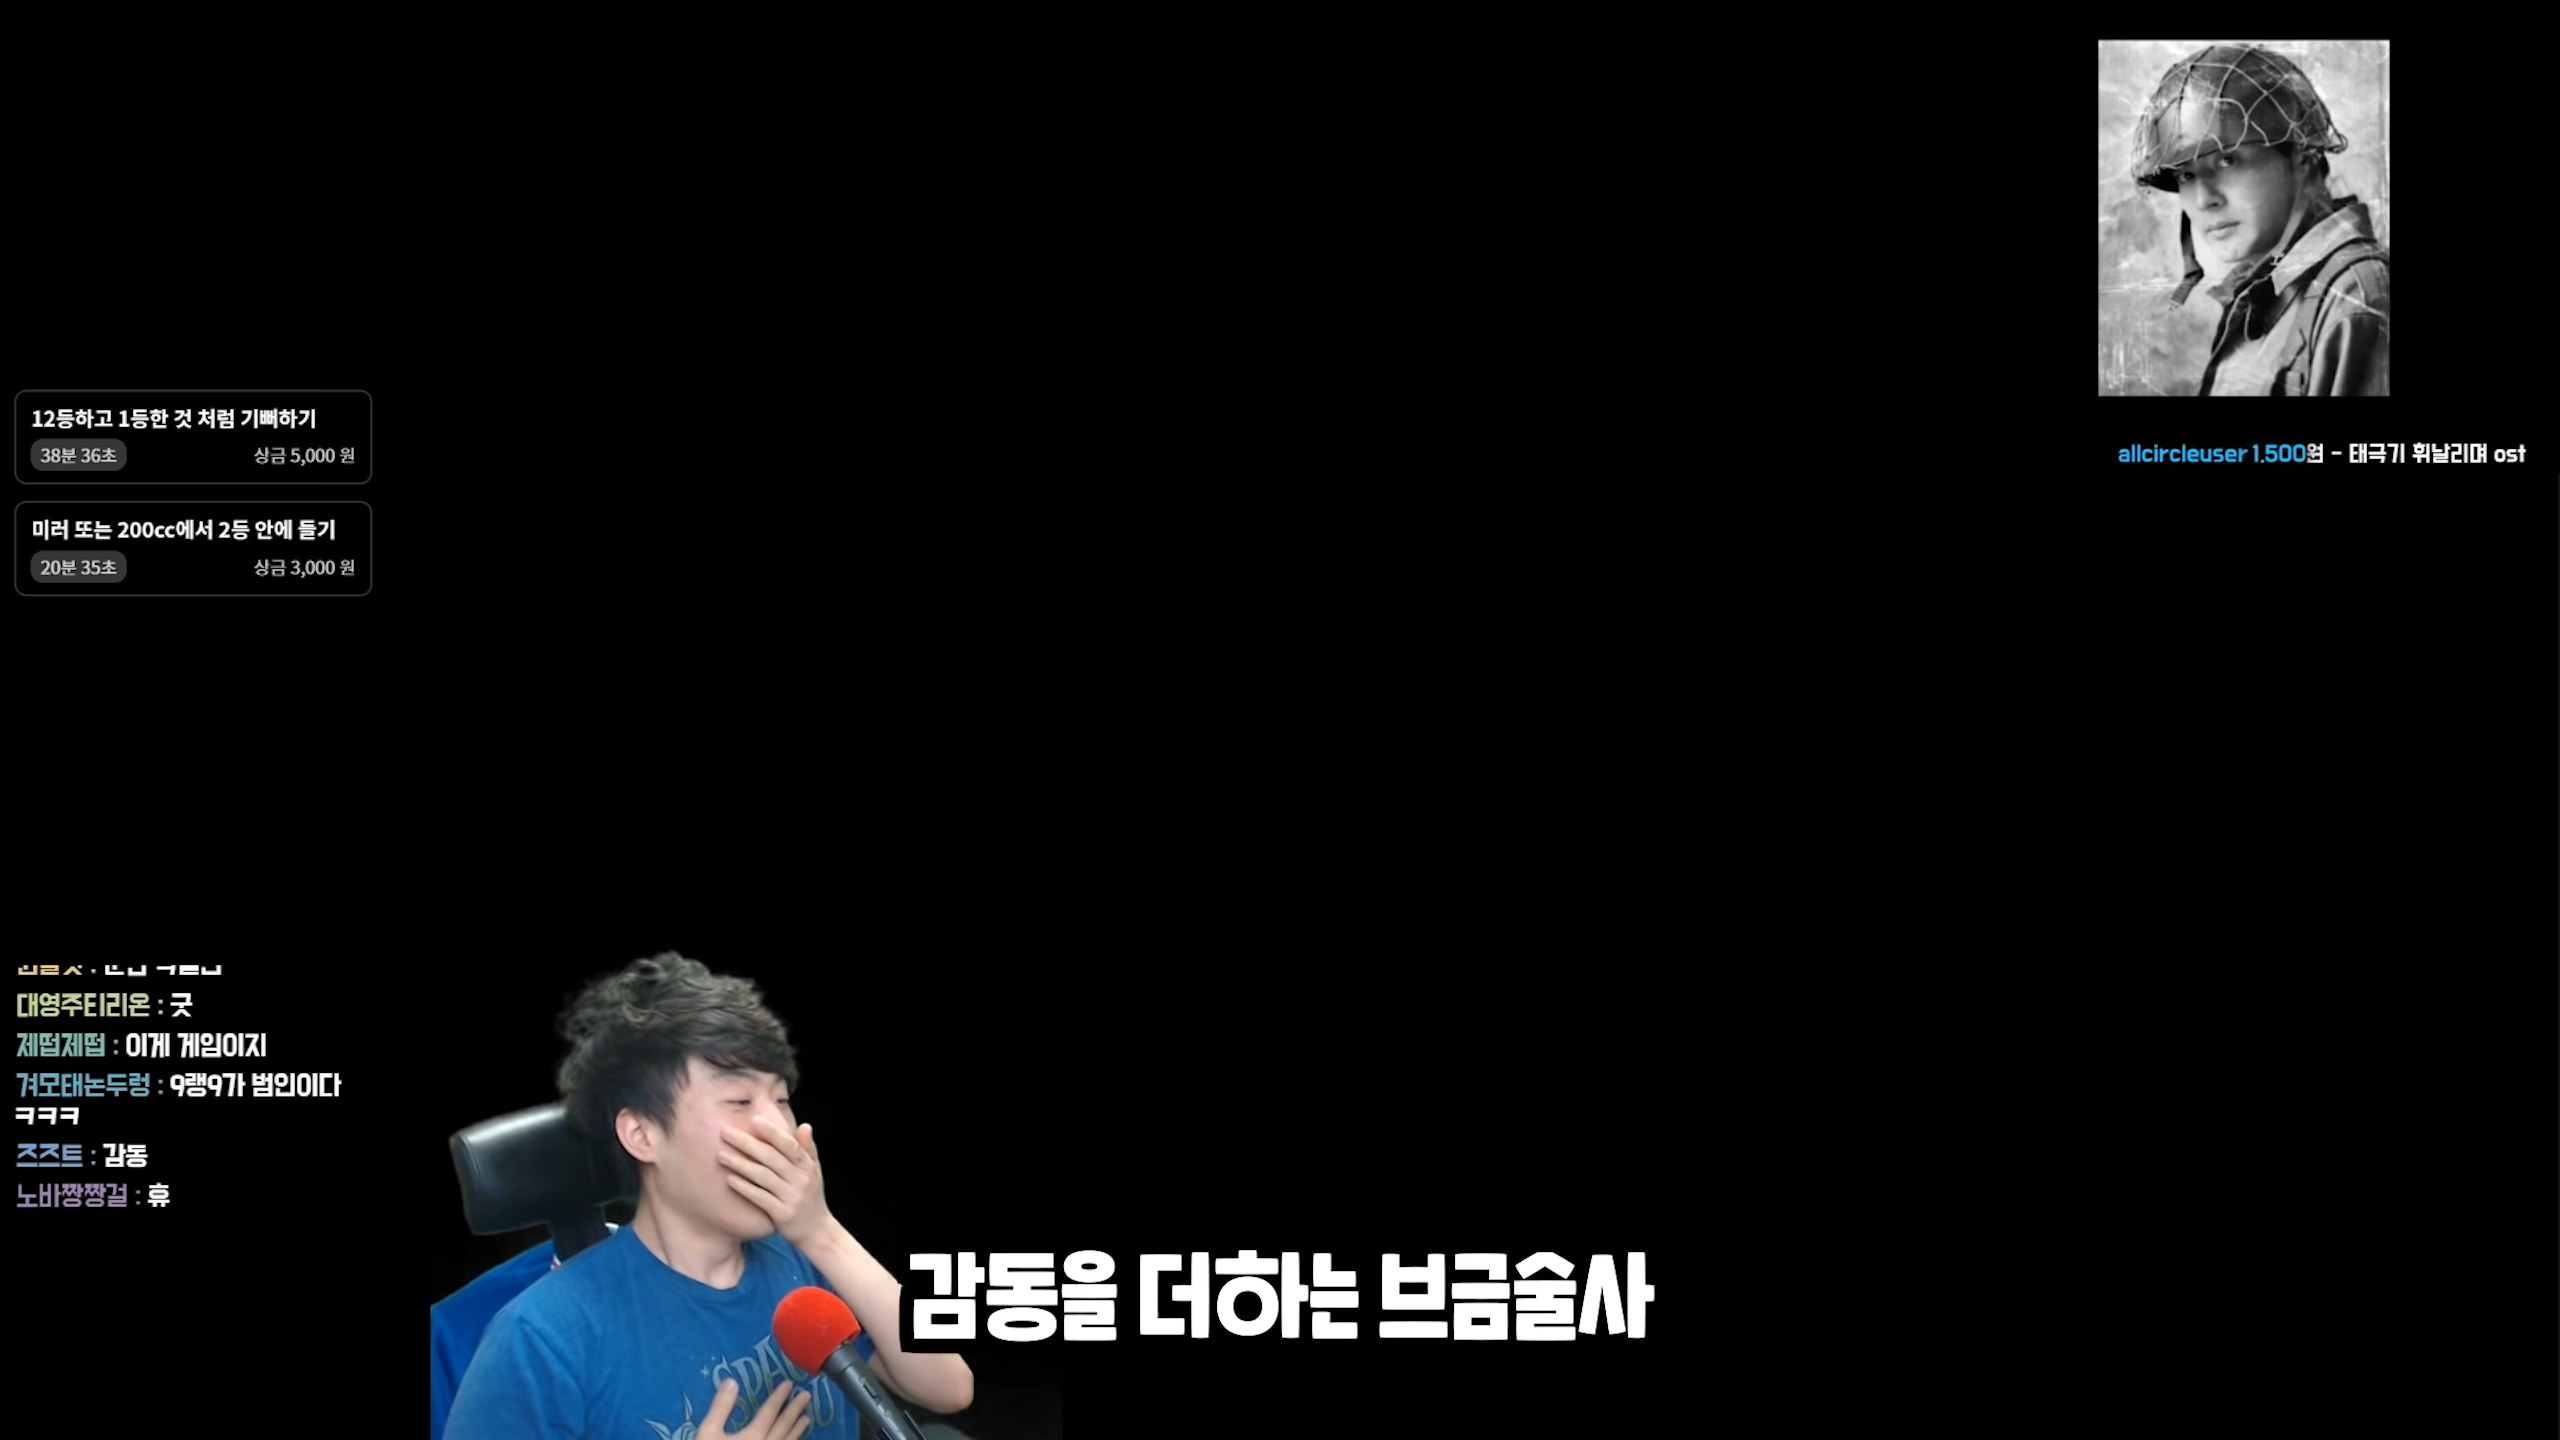 12등하고 1등한 것 처럼 기뻐하기
38분 36초 상금 5,000 원
미러 또는 200cc에서 2등 안에 들기
20분 35초 상금 3,000 원
allcircleuser 1,500원 - 태극기 휘날리며 ost
대영주티리온 : 굿
제텁제텁 : 이게 게임이지
겨모태논두렁 : 9랭9가 범인이다
ㅋㅋㅋ
즈즈트 : 감동
노바짱짱걸 : 휴
감동을 더하는 브금술사